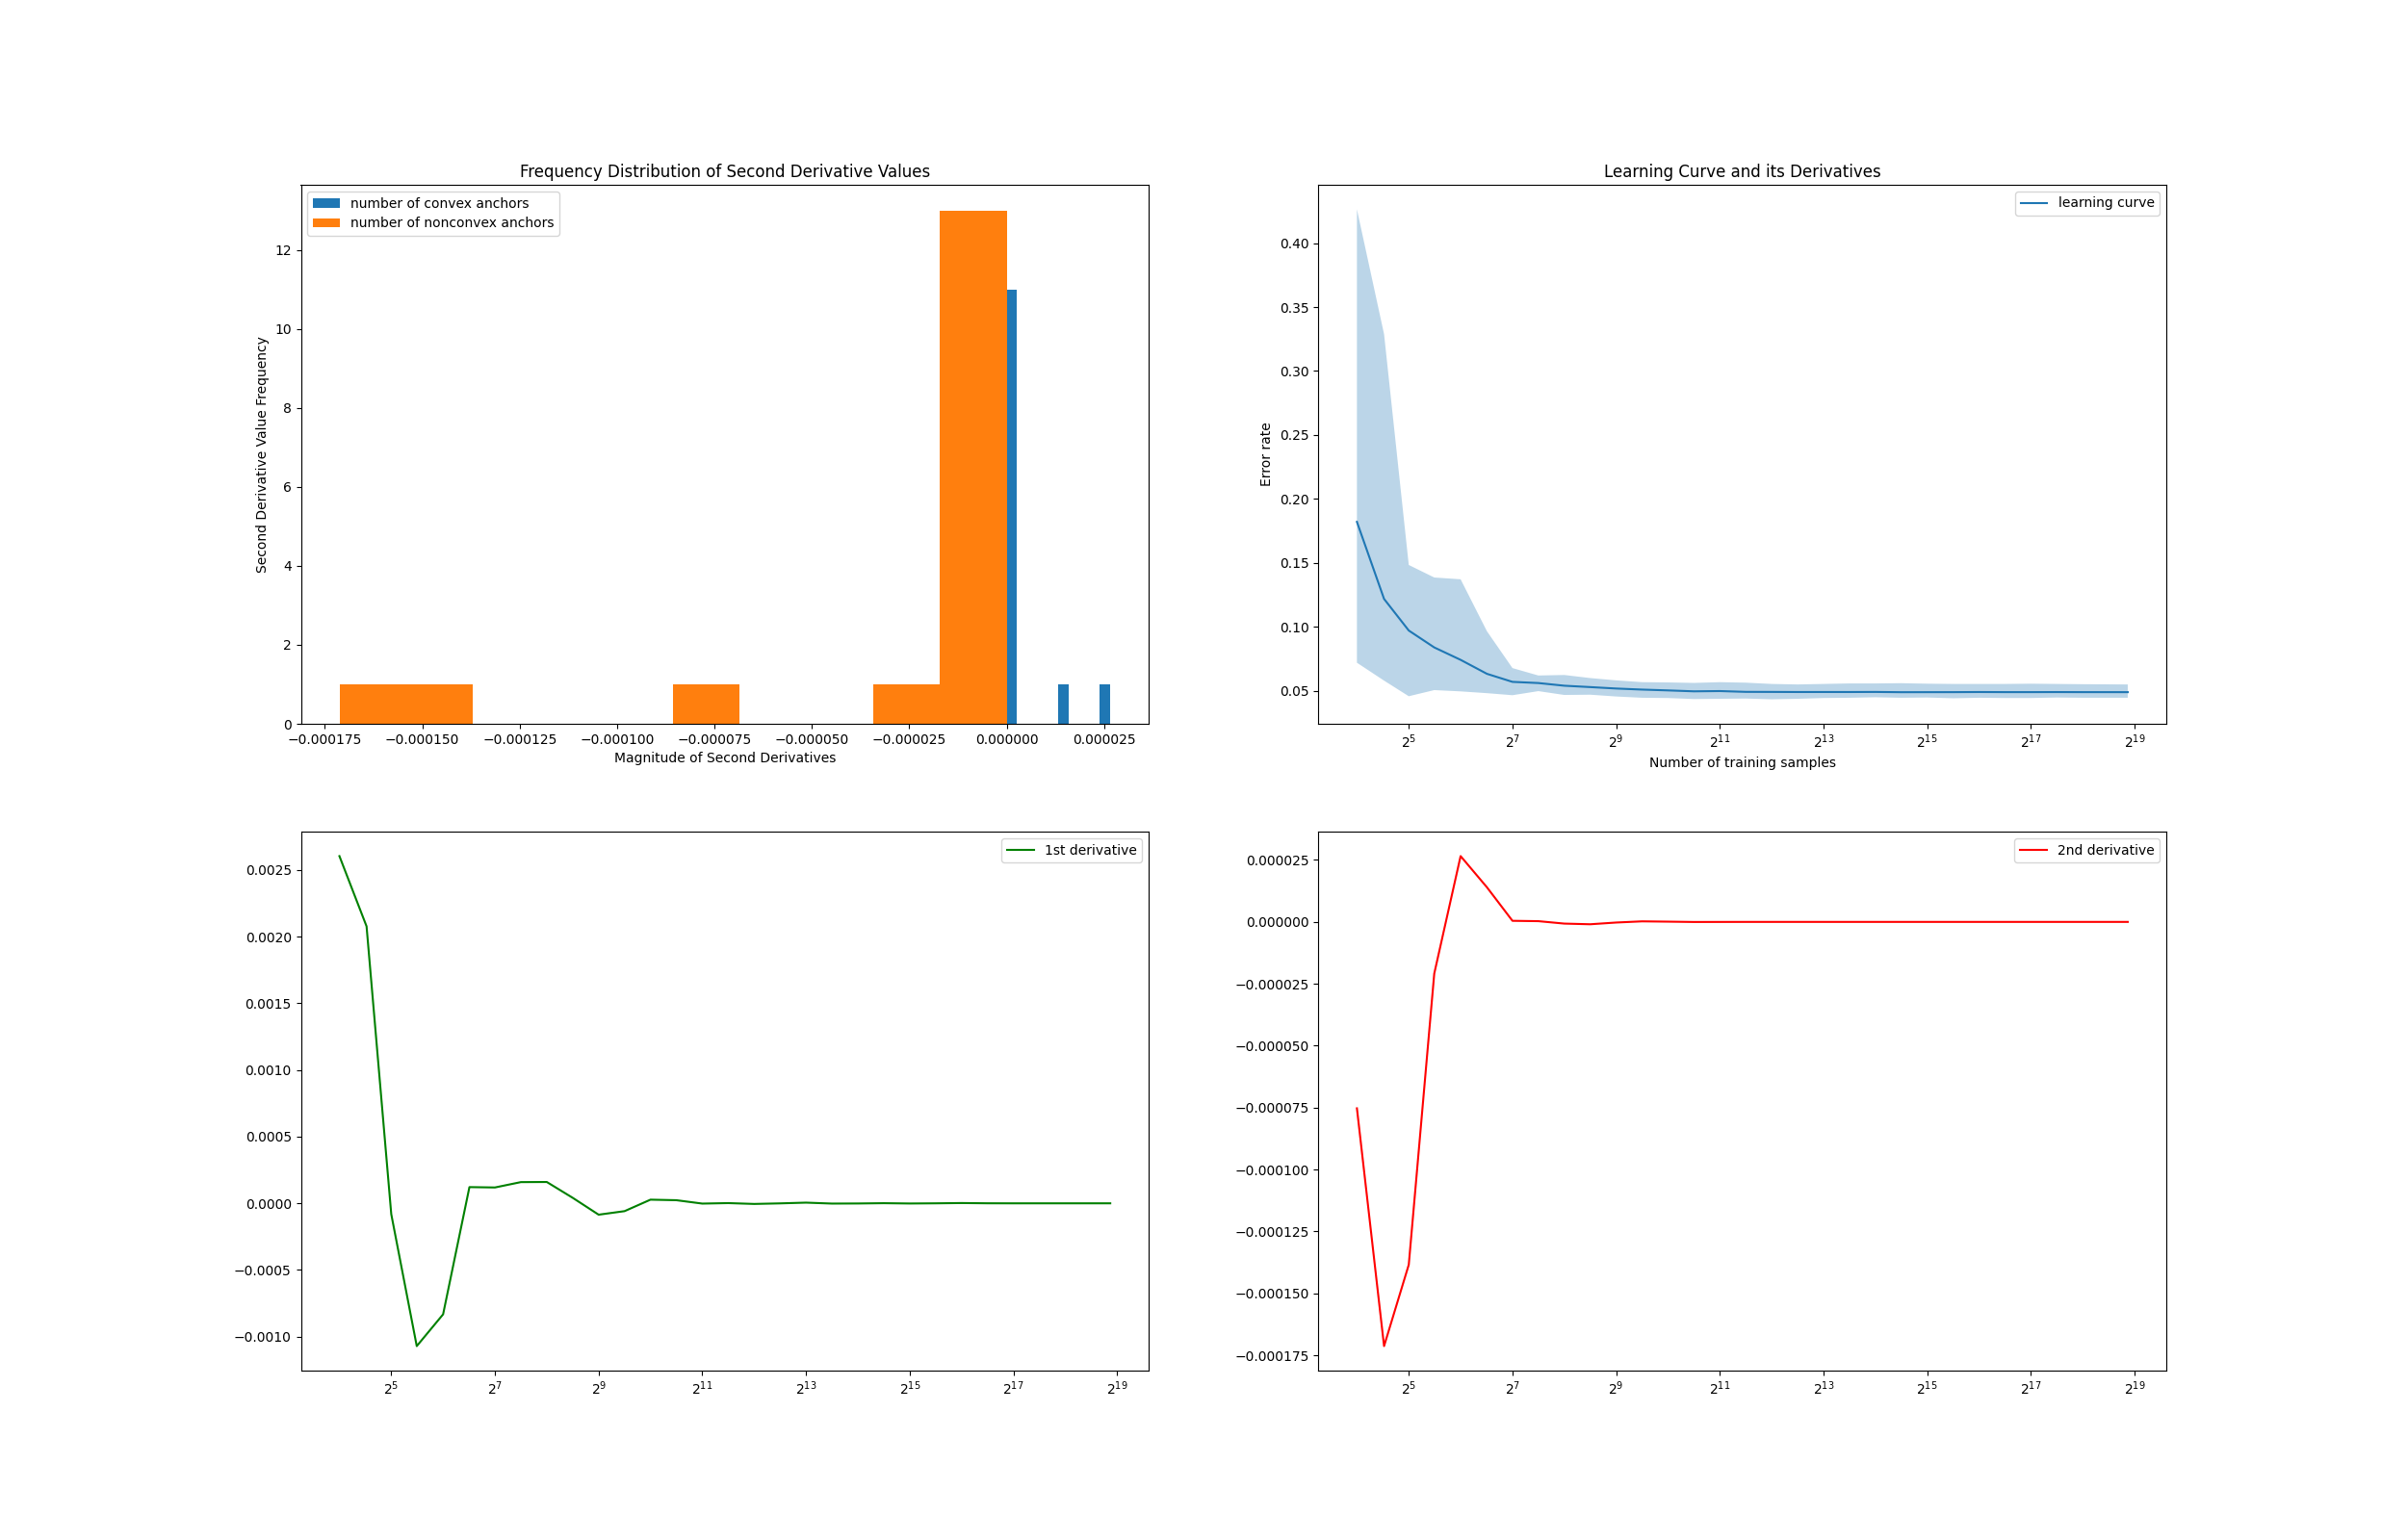 Frequency Distribution of Second Derivative Values
number of convex anchors
number of nonconvex anchors
Second Derivative Value Frequency
12
10
8
6
4
2
0
−0.000175 −0.000150 −0.000125 −0.000100 −0.000075 −0.000050 −0.000025 0.000000 0.000025
Magnitude of Second Derivatives
Learning Curve and its Derivatives
learning curve
Error rate
0.40
0.35
0.30
0.25
0.20
0.15
0.10
0.05
2^5 2^7 2^9 2^11 2^13 2^15 2^17 2^19
Number of training samples
1st derivative
0.0025
0.0020
0.0015
0.0010
0.0005
0.0000
−0.0005
−0.0010
2^5 2^7 2^9 2^11 2^13 2^15 2^17 2^19
2nd derivative
0.000025
0.000000
−0.000025
−0.000050
−0.000075
−0.000100
−0.000125
−0.000150
−0.000175
2^5 2^7 2^9 2^11 2^13 2^15 2^17 2^19